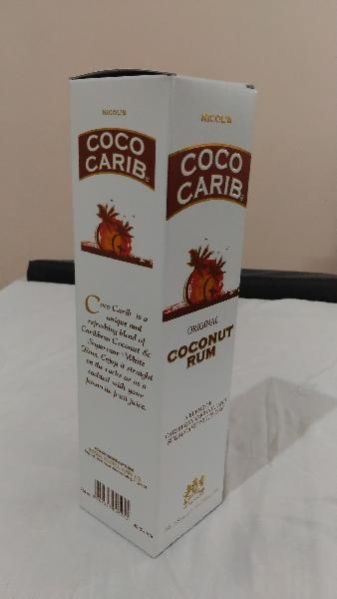 NICOL'S
COCO
CARIB
Coco Carib is a
unique and
refreshing blend of
Caribbean Coconut &
Sugarcane White
Rum. Enjoy it straight
on the rocks or as a
cocktail with your
favourite fruit juice.
NICOL'S
COCO
CARIB
ORIGINAL
COCONUT
RUM